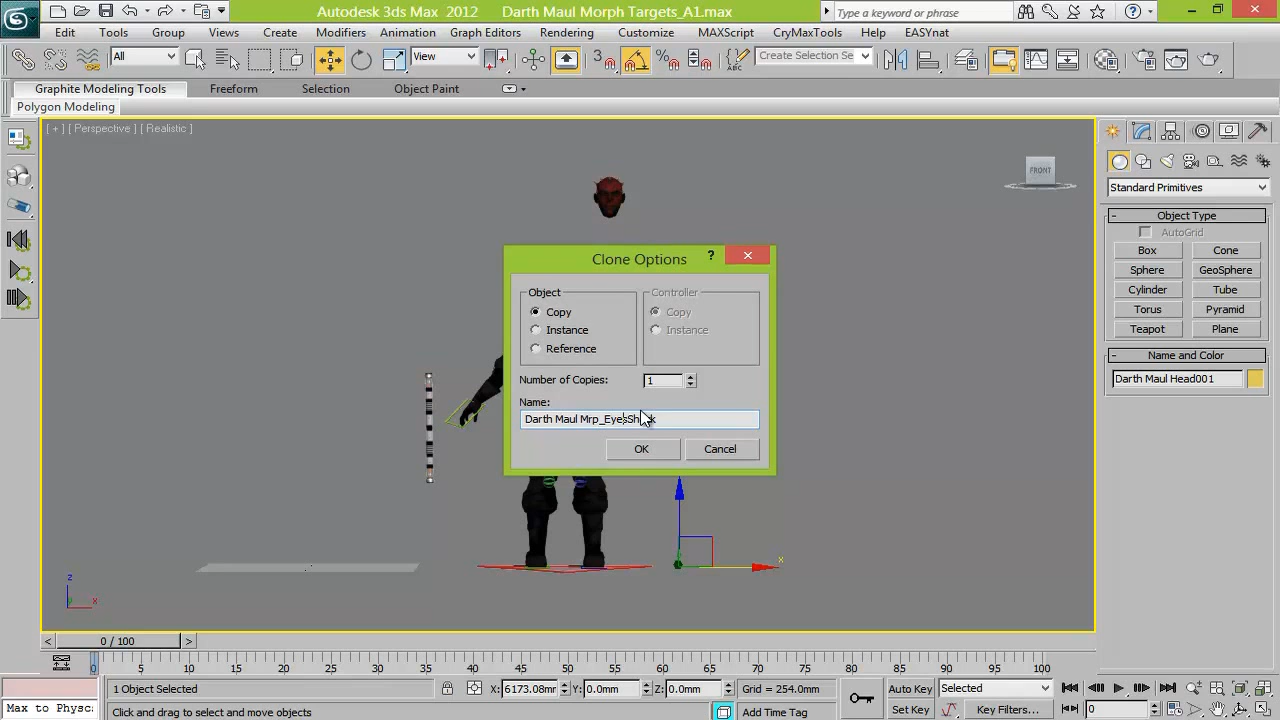 Autodesk 3ds Max 2012 Darth Maul Morph Targets_A1.max
Type a keyword or phrase
Edit Tools Group Views Create Modifiers Animation Graph Editors Rendering Customize MAXScript CryMaxTools Help EASYnat
All View 3 Create Selection Se
Graphite Modeling Tools Freeform Selection Object Paint
Polygon Modeling
[ + ] [ Perspective ] [ Realistic ]
FRONT
Standard Primitives
- Object Type
AutoGrid
Box Cone
Sphere GeoSphere
Cylinder Tube
Torus Pyramid
Teapot Plane
- Name and Color
Darth Maul Head001
Clone Options ?
Object Controller
Copy Copy
Instance Instance
Reference
Number of Copies: 1
Name:
OK Cancel
x
z
x
< 0 / 100 >
0 5 10 15 20 25 30 35 40 45 50 55 60 65 70 75 80 85 90 95 100
1 Object Selected X: 6173.08mm Y: 0.0mm Z: 0.0mm Grid = 254.0mm Auto Key Selected
Max to Physc Click and drag to select and move objects Add Time Tag Set Key Key Filters... 0